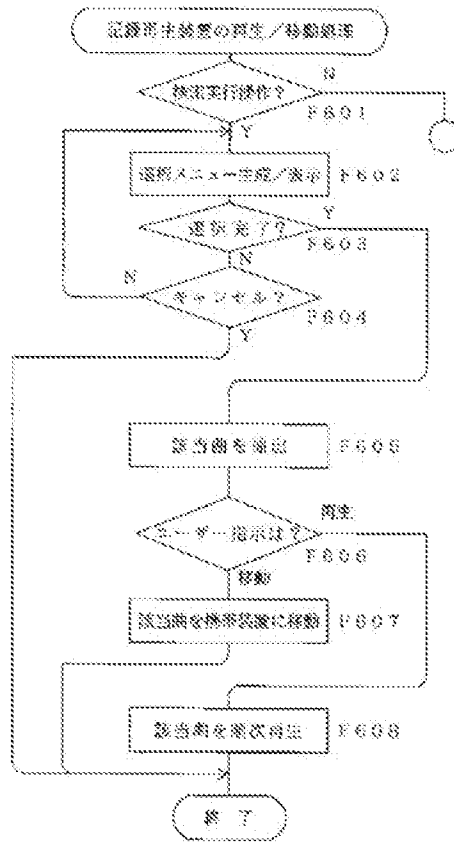 記録再生装置の再生/移動処理
検索実行操作?
N
F601
Y
選択メニュー生成/表示 F602
選択完了?
Y
F603
N
キャンセル?
N
F604
Y
該当曲を抽出 F605
ユーザー指示は?
再生
F606
移動
該当曲を携帯装置に移動 F607
該当曲を順次再生 F608
終 了